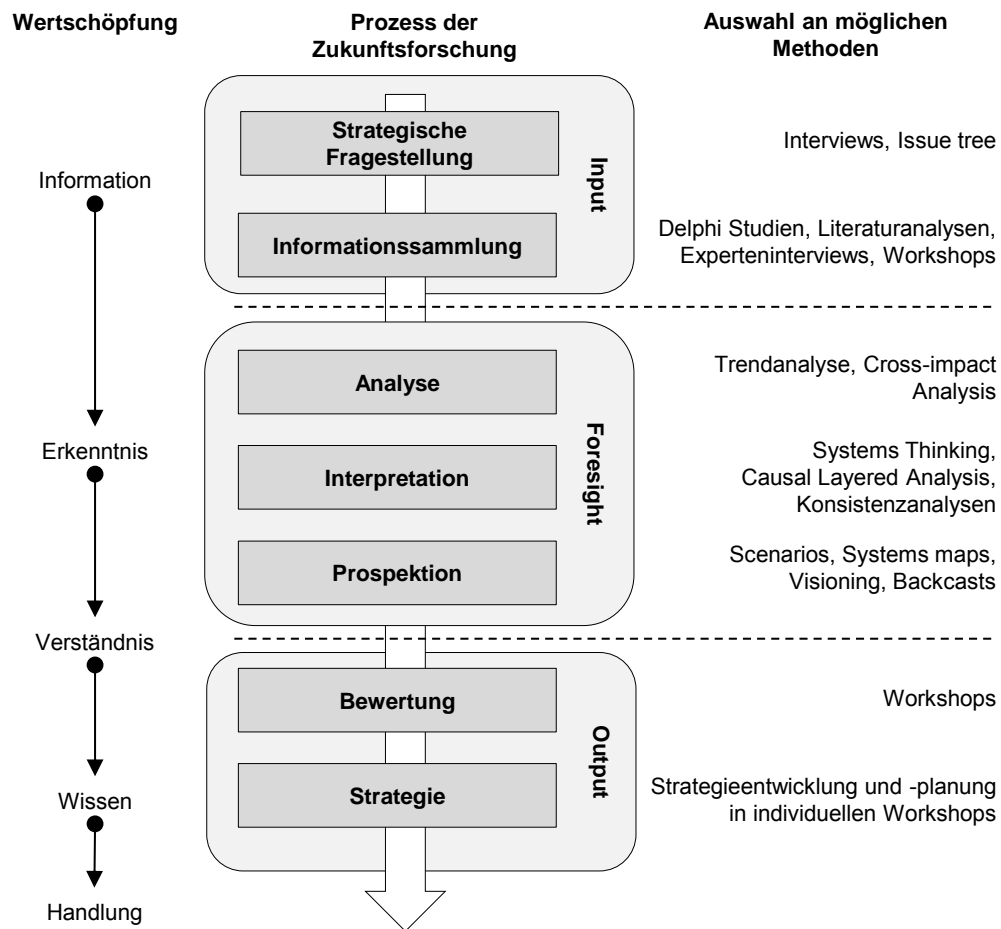 Wertschöpfung
Prozess der
Zukunftsforschung
Auswahl an möglichen
Methoden
Information
Erkenntnis
Verständnis
Wissen
Handlung
Input
Strategische
Fragestellung
Informationssammlung
Foresight
Analyse
Interpretation
Prospektion
Output
Bewertung
Strategie
Interviews, Issue tree
Delphi Studien, Literaturanalysen,
Experteninterviews, Workshops
Trendanalyse, Cross-impact
Analysis
Systems Thinking,
Causal Layered Analysis,
Konsistenzanalysen
Scenarios, Systems maps,
Visioning, Backcasts
Workshops
Strategieentwicklung und -planung
in individuellen Workshops